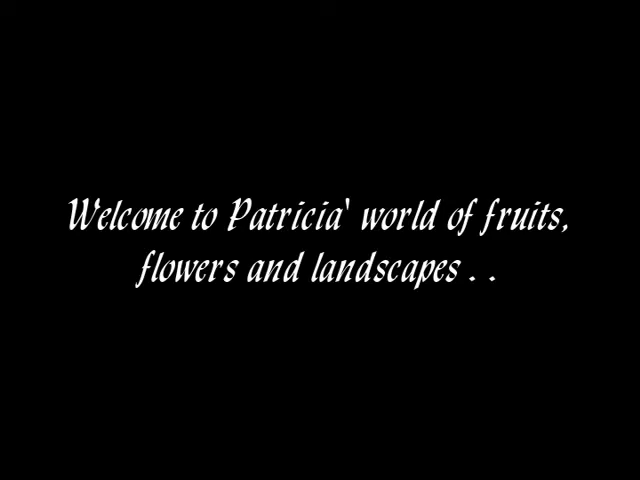 Welcome to Patricia' world of fruits,
flowers and landscapes . .